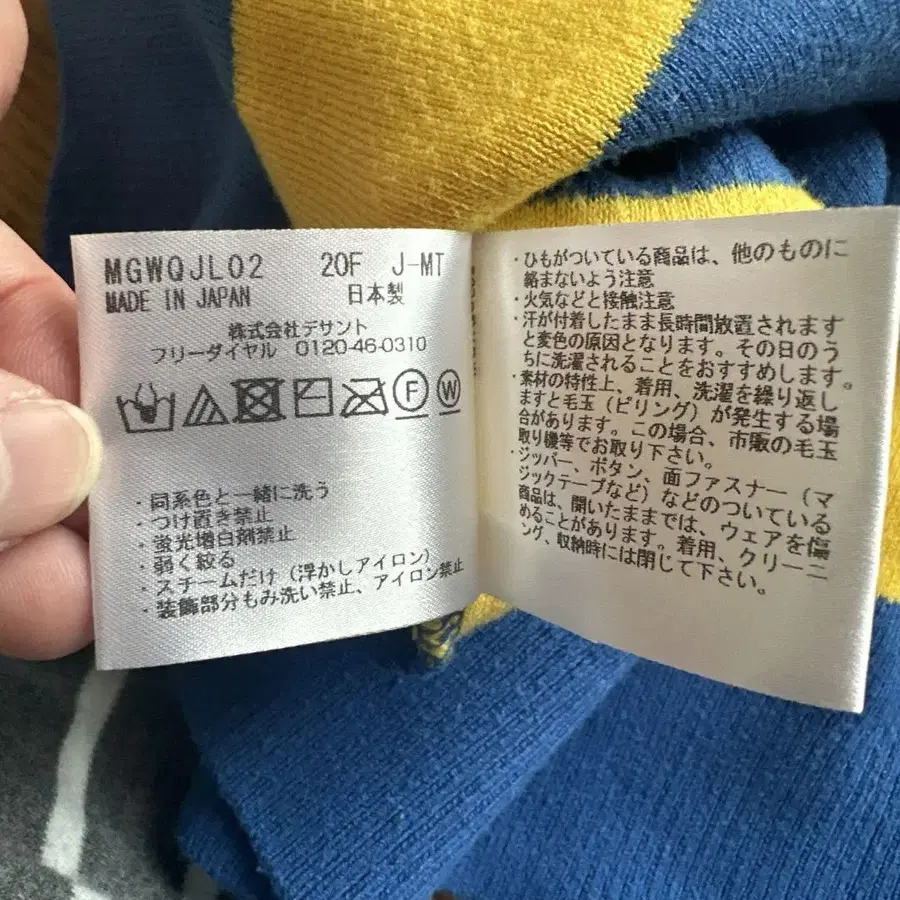 MGWQJL02 20F J-MT
MADE IN JAPAN 日本製
株式会社デサント
フリーダイヤル 0120-46-0310
F W
・同系色と一緒に洗う
・つけ置き禁止
・蛍光増白剤禁止
・弱く絞る
・スチームだけ(浮かしアイロン)
・装飾部分もみ洗い禁止、アイロン禁止
・ひもがついている商品は、他のものに
絡まないよう注意
・火気などと接触注意
・汗が付着したまま長時間放置されます
と変色の原因となります。その日のう
ちに洗濯されることをおすすめします。
・素材の特性上、着用、洗濯を繰り返し
ますと毛玉(ピリング)が発生する場
合があります。この場合、市販の毛玉
取り機等でお取り下さい。
・ジッパー、ボタン、面ファスナー(マ
ジックテープなど)などのついている
商品は、開いたままでは、ウェアを傷
めることがあります。着用、クリーニ
ング、収納時には閉じて下さい。